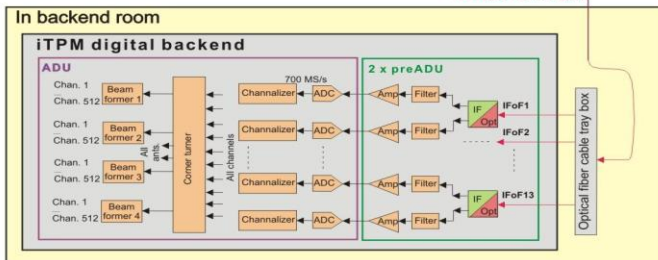 In backend room
iTPM digital backend
ADU
2 x preADU
700 MS/s
Chan. 1
Chan. 512
Beam
former 1
Channalizer
ADC
Amp
Filter
IF
Opt
IFoF1
Chan. 1
Chan. 512
Beam
former 2
Channalizer
ADC
Amp
Filter
IFoF2
All
ants.
Corner turner
All channels
Optical fiber cable tray box
Chan. 1
Chan. 512
Beam
former 3
Channalizer
ADC
Amp
Filter
IF
Opt
IFoF13
Chan. 1
Chan. 512
Beam
former 4
Channalizer
ADC
Amp
Filter